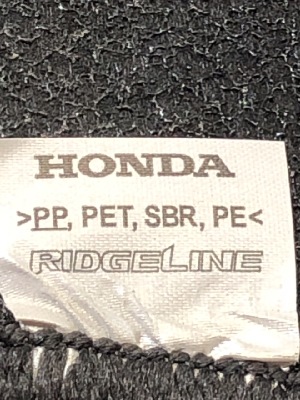 HONDA
>PP, PET, SBR, PE<
RIDGELINE